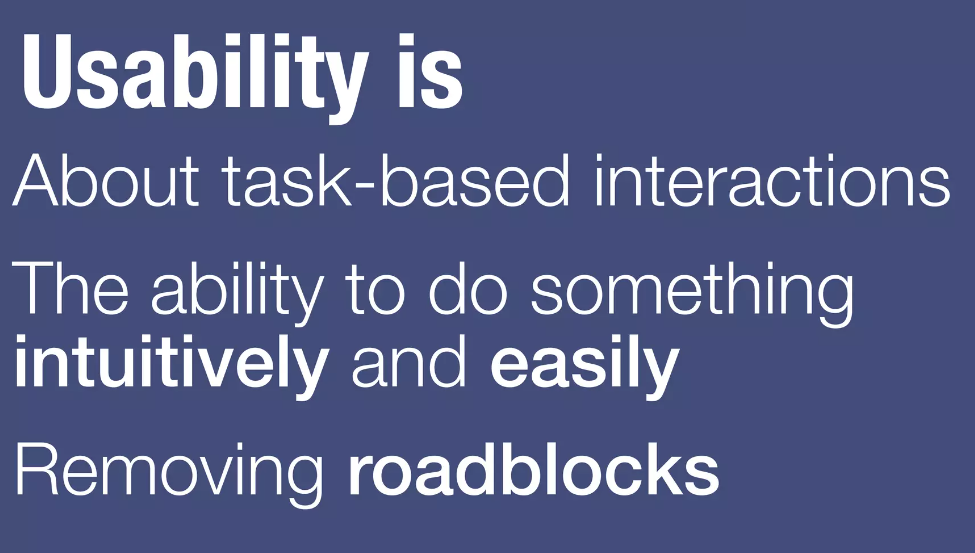 Usability is
About task-based interactions
The ability to do something
intuitively and easily
Removing roadblocks